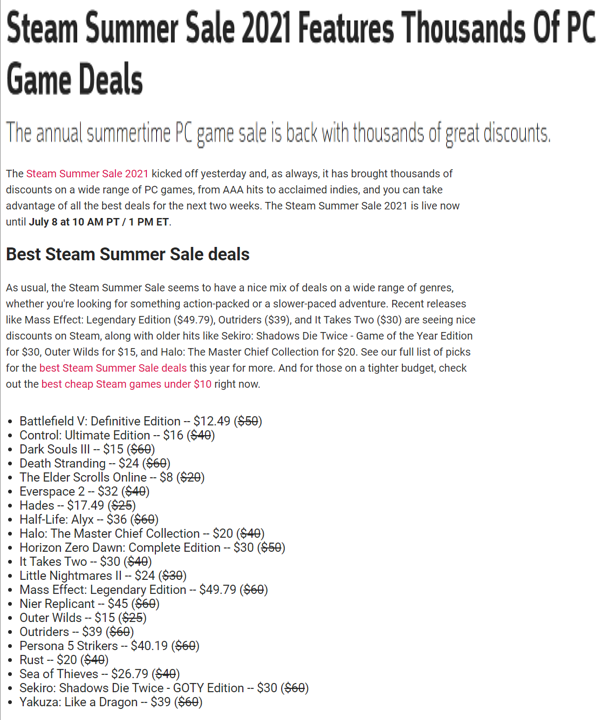 Steam Summer Sale 2021 Features Thousands Of PC
Game Deals
The annual summertime PC game sale is back with thousands of great discounts.
The Steam Summer Sale 2021 kicked off yesterday and, as always, it has brought thousands of
discounts on a wide range of PC games, from AAA hits to acclaimed indies, and you can take
advantage of all the best deals for the next two weeks. The Steam Summer Sale 2021 is live now
until July 8 at 10 AM PT / 1 PM ET.
Best Steam Summer Sale deals
As usual, the Steam Summer Sale seems to have a nice mix of deals on a wide range of genres,
whether you're looking for something action-packed or a slower-paced adventure. Recent releases
like Mass Effect: Legendary Edition ($49.79), Outriders ($39), and It Takes Two ($30) are seeing nice
discounts on Steam, along with older hits like Sekiro: Shadows Die Twice - Game of the Year Edition
for $30, Outer Wilds for $15, and Halo: The Master Chief Collection for $20. See our full list of picks
for the best Steam Summer Sale deals this year for more. And for those on a tighter budget, check
out the best cheap Steam games under $10 right now.
• Battlefield V: Definitive Edition -- $12.49 ($50)
• Control: Ultimate Edition -- $16 ($40)
• Dark Souls III -- $15 ($60)
• Death Stranding -- $24 ($60)
• The Elder Scrolls Online -- $8 ($20)
• Everspace 2 -- $32 ($40)
• Hades -- $17.49 ($25)
• Half-Life: Alyx -- $36 ($60)
• Halo: The Master Chief Collection -- $20 ($40)
• Horizon Zero Dawn: Complete Edition -- $30 ($50)
• It Takes Two -- $30 ($40)
• Little Nightmares II -- $24 ($30)
• Mass Effect: Legendary Edition -- $49.79 ($60)
• Nier Replicant -- $45 ($60)
• Outer Wilds -- $15 ($25)
• Outriders -- $39 ($60)
• Persona 5 Strikers -- $40.19 ($60)
• Rust -- $20 ($40)
• Sea of Thieves -- $26.79 ($40)
• Sekiro: Shadows Die Twice - GOTY Edition -- $30 ($60)
• Yakuza: Like a Dragon -- $39 ($60)